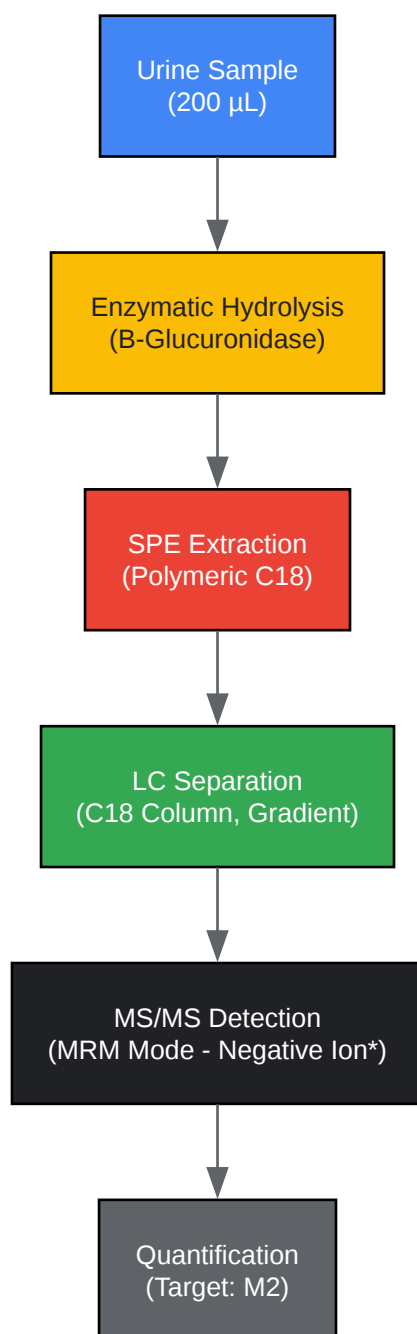 Urine Sample
(200 µL)
Enzymatic Hydrolysis
(B-Glucuronidase)
SPE Extraction
(Polymeric C18)
LC Separation
(C18 Column, Gradient)
MS/MS Detection
(MRM Mode - Negative Ion*)
Quantification
(Target: M2)